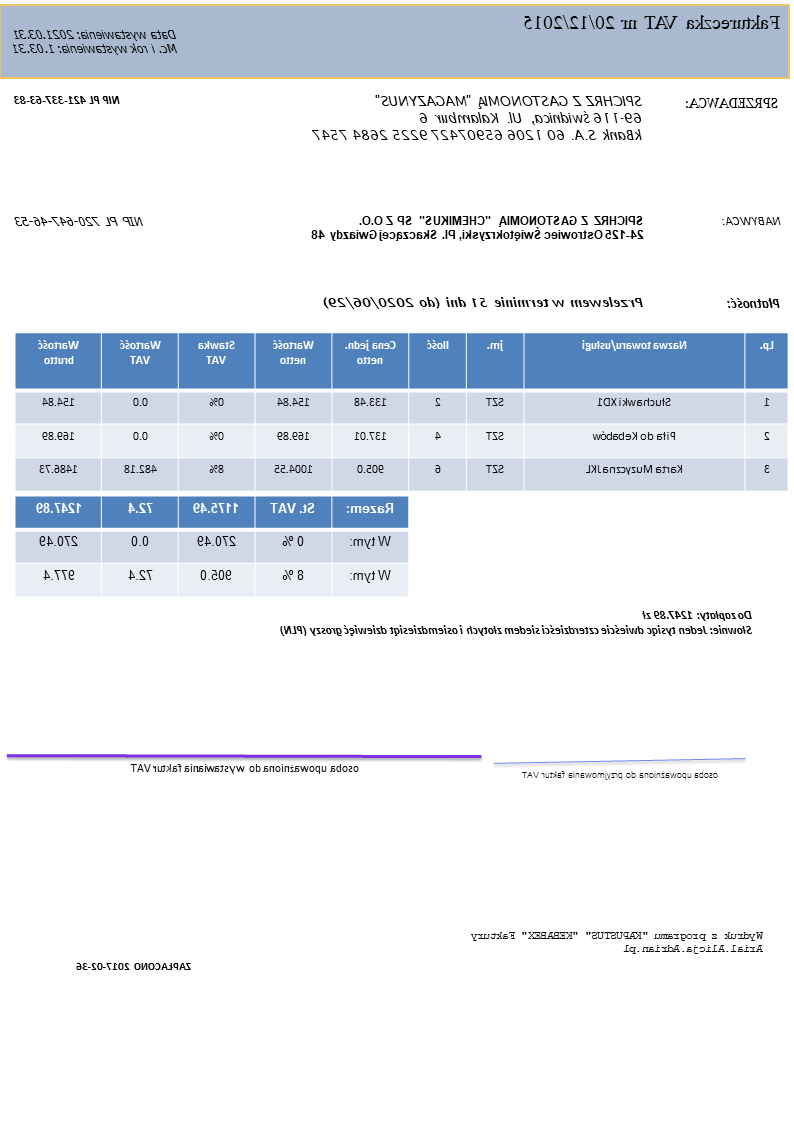 Faktureczka VAT nr 20/12/2015
Data wystawienia: 2021.03.31
Mc. i rok wystawienia: 1.03.31
SPRZEDAWCA: SPICHRZ Z GASTONOMIĄ "MAGAZYNUS" NIP PL 421-337-63-83
69-116 Świdnica, Ul. Kalambur 6
kBank S.A. 60 1206 65907427 9225 2684 7547
NABYWCA: SPICHRZ Z GASTONOMIĄ "CHEMIKUS" SP Z O.O. NIP PL 720-647-46-53
24-125 Ostrowiec Świętokrzyski, Pl. Skaczącej Gwiazdy 48
Płatność: Przelewem w terminie 51 dni (do 2020/06/29)
Lp. Nazwa towaru/usługi jm. Ilość Cena jedn. netto Wartość netto Stawka VAT Wartość VAT Wartość brutto
1 Słuchawki XD1 SZT 2 133.48 154.84 0% 0.0 154.84
2 Piła do Kebabów SZT 4 137.01 169.89 0% 0.0 169.89
3 Karta Muzyczna JKL SZT 6 905.0 1004.55 8% 482.18 1486.73
Razem: St. VAT 1175.49 72.4 1247.89
W tym: 0 % 270.49 0.0 270.49
W tym: 8 % 905.0 72.4 977.4
Do zapłaty: 1247.89 zł
Słownie: Jeden tysiąc dwieście czterdzieści siedem złotych i osiemdziesiąt dziewięć groszy (PLN)
osoba upoważniona do przyjmowania faktur VAT
osoba upoważniona do wystawiania faktur VAT
Wydruk z programu "KAPUSTUS" "KEBABEX" Faktury
Arial.Alicja.Adrian.pl
ZAPŁACONO 2017-02-36